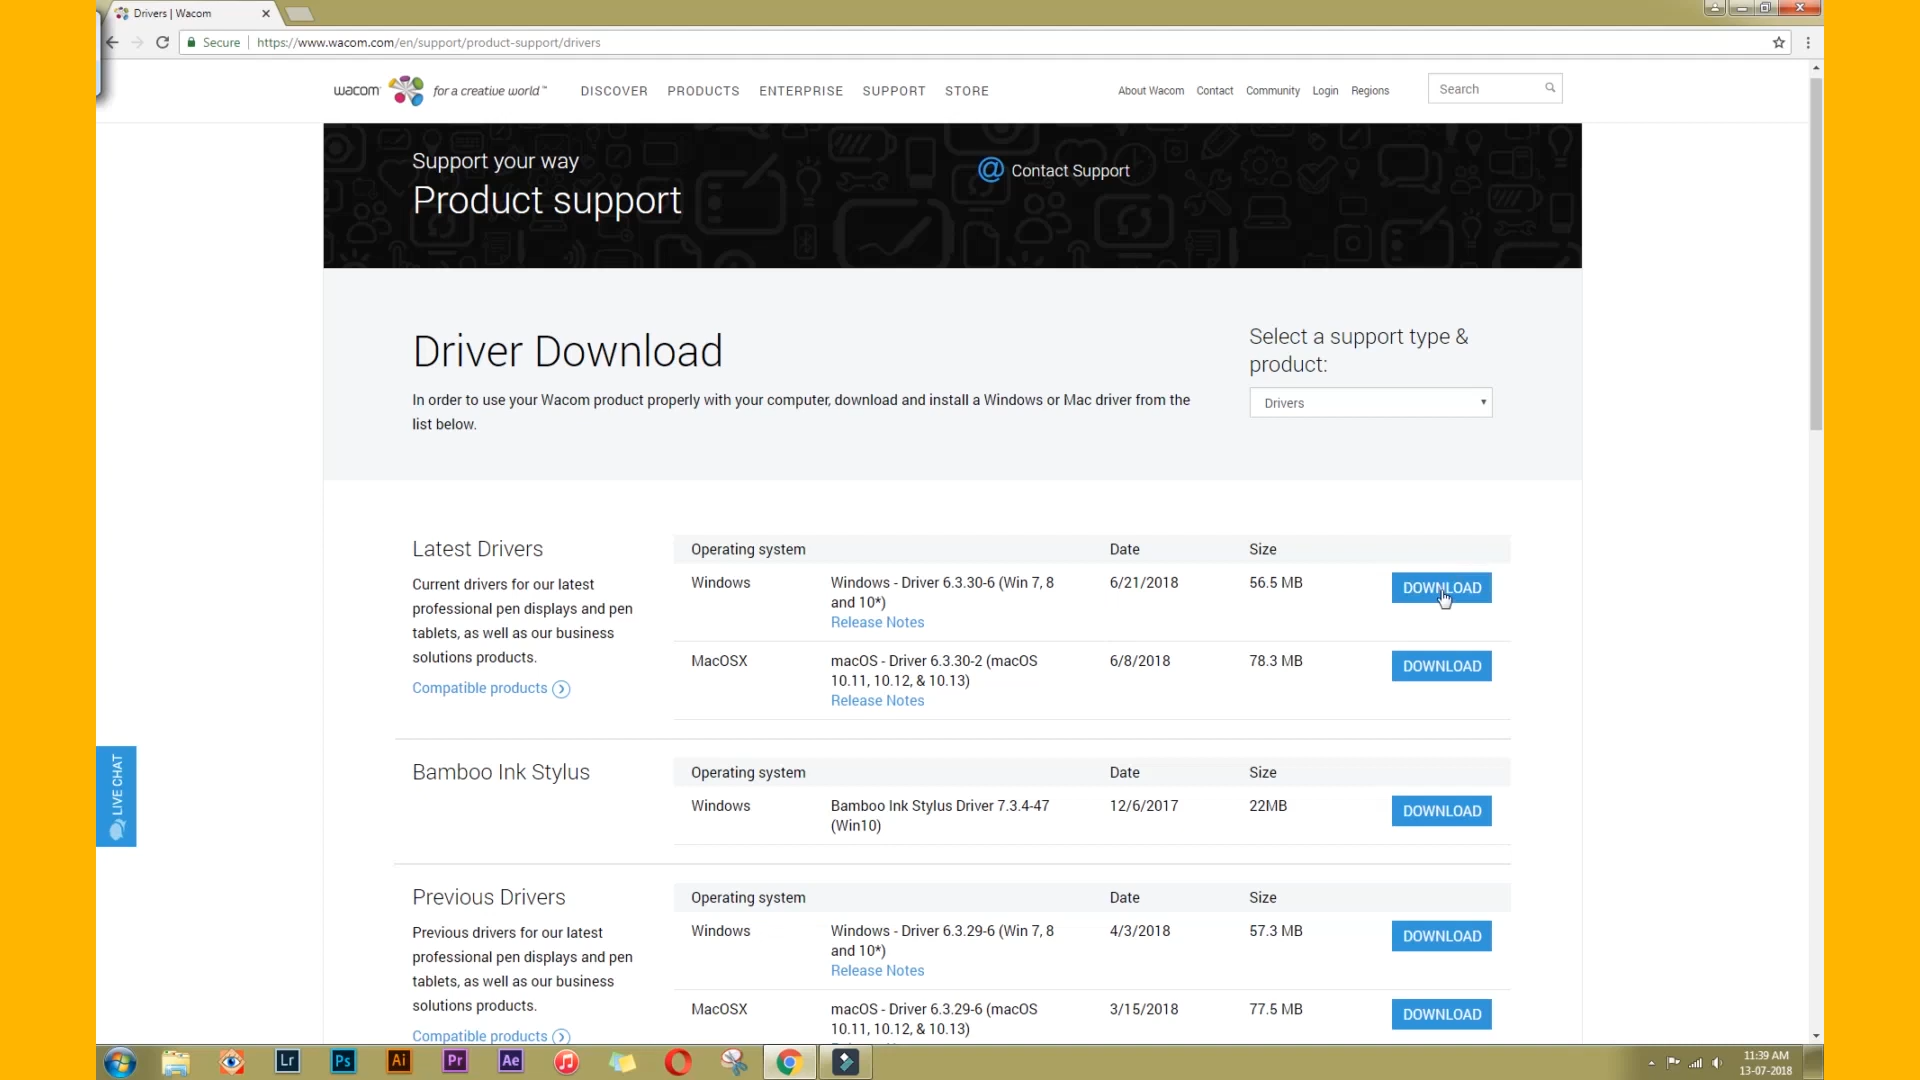 Drivers | Wacom
Secure https://www.wacom.com/en/support/product-support/drivers
wacom for a creative world™ DISCOVER PRODUCTS ENTERPRISE SUPPORT STORE About Wacom Contact Community Login Regions Search
Support your way
Product support
@ Contact Support
Driver Download
In order to use your Wacom product properly with your computer, download and install a Windows or Mac driver from the
list below.
Select a support type &
product:
Drivers
Latest Drivers
Current drivers for our latest
professional pen displays and pen
tablets, as well as our business
solutions products.
Compatible products
Operating system Date Size
Windows Windows - Driver 6.3.30-6 (Win 7, 8 6/21/2018 56.5 MB DOWNLOAD
and 10*)
Release Notes
MacOSX macOS - Driver 6.3.30-2 (macOS 6/8/2018 78.3 MB DOWNLOAD
10.11, 10.12, & 10.13)
Release Notes
LIVE CHAT
Bamboo Ink Stylus
Operating system Date Size
Windows Bamboo Ink Stylus Driver 7.3.4-47 12/6/2017 22MB DOWNLOAD
(Win10)
Previous Drivers
Previous drivers for our latest
professional pen displays and pen
tablets, as well as our business
solutions products.
Compatible products
Operating system Date Size
Windows Windows - Driver 6.3.29-6 (Win 7, 8 4/3/2018 57.3 MB DOWNLOAD
and 10*)
Release Notes
MacOSX macOS - Driver 6.3.29-6 (macOS 3/15/2018 77.5 MB DOWNLOAD
10.11, 10.12, & 10.13)
Lr Ps Ai Pr Ae
11:39 AM
13-07-2018